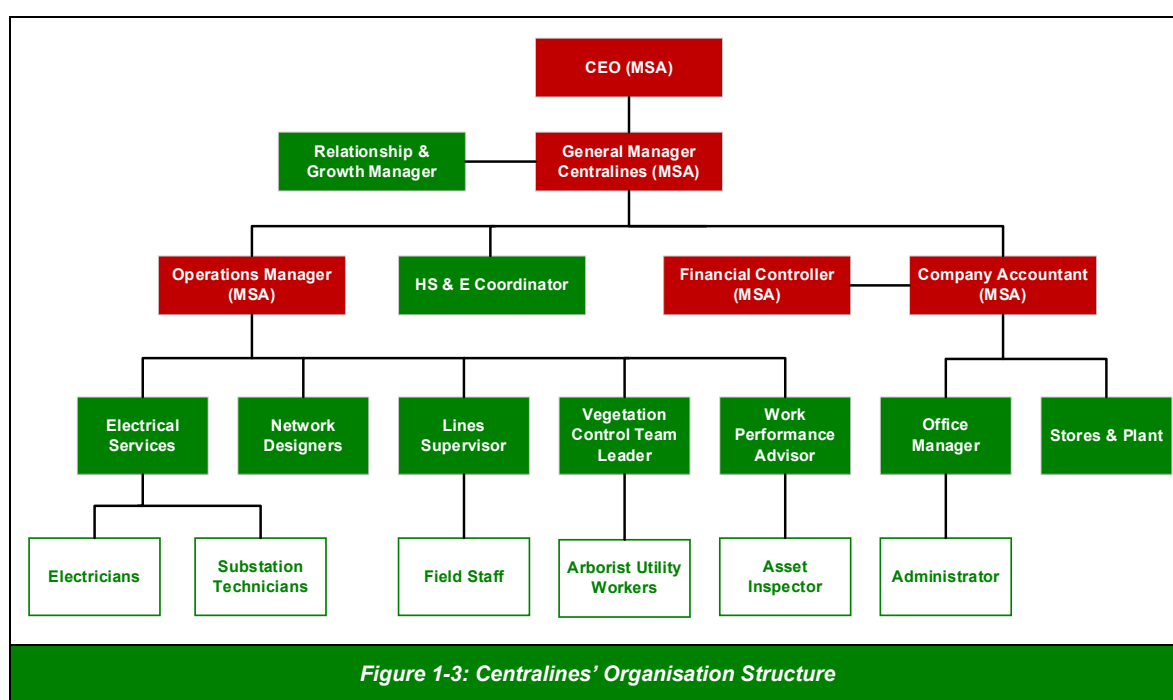 CEO (MSA)
Relationship &
Growth Manager
General Manager
Centralines (MSA)
Operations Manager
(MSA)
HS & E Coordinator
Financial Controller
(MSA)
Company Accountant
(MSA)
Electrical
Services
Network
Designers
Lines
Supervisor
Vegetation
Control Team
Leader
Work
Performance
Advisor
Office
Manager
Stores & Plant
Electricians
Substation
Technicians
Field Staff
Arborist Utility
Workers
Asset
Inspector
Administrator
Figure 1-3: Centralines’ Organisation Structure